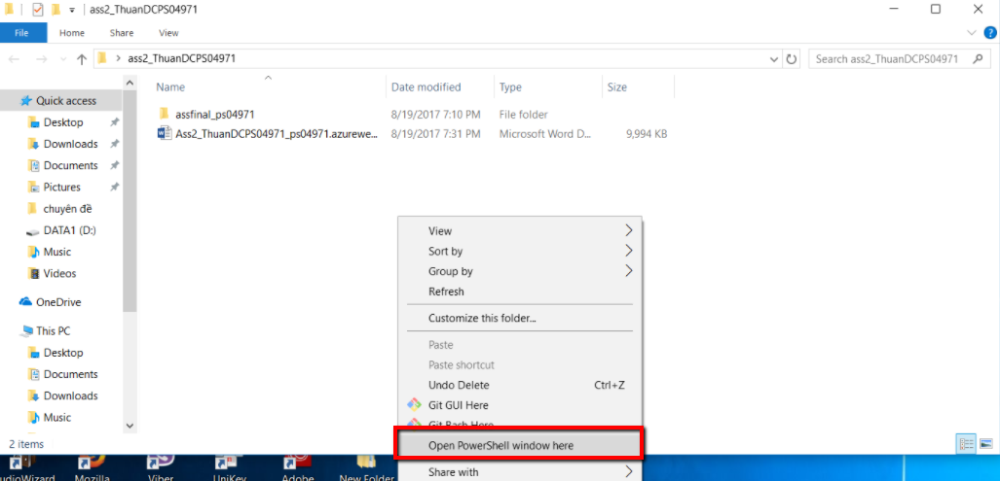 ass2_ThuanDCPS04971
File Home Share View
ass2_ThuanDCPS04971 Search ass2_ThuanDCPS04971
Name Date modified Type Size
Quick access
Desktop
Downloads
Documents
Pictures
chuyên đề
DATA1 (D:)
Music
Videos
OneDrive
This PC
Desktop
Documents
Downloads
Music
assfinal_ps04971 8/19/2017 7:10 PM File folder
Ass2_ThuanDCPS04971_ps04971.azurewe... 8/19/2017 7:31 PM Microsoft Word D... 9,994 KB
View
Sort by
Group by
Refresh
Customize this folder...
Paste
Paste shortcut
Undo Delete Ctrl+Z
Git GUI Here
Git Bash Here
Open PowerShell window here
Share with
2 items
udioWizard Mozilla Viber UniKey Adobe New Folder